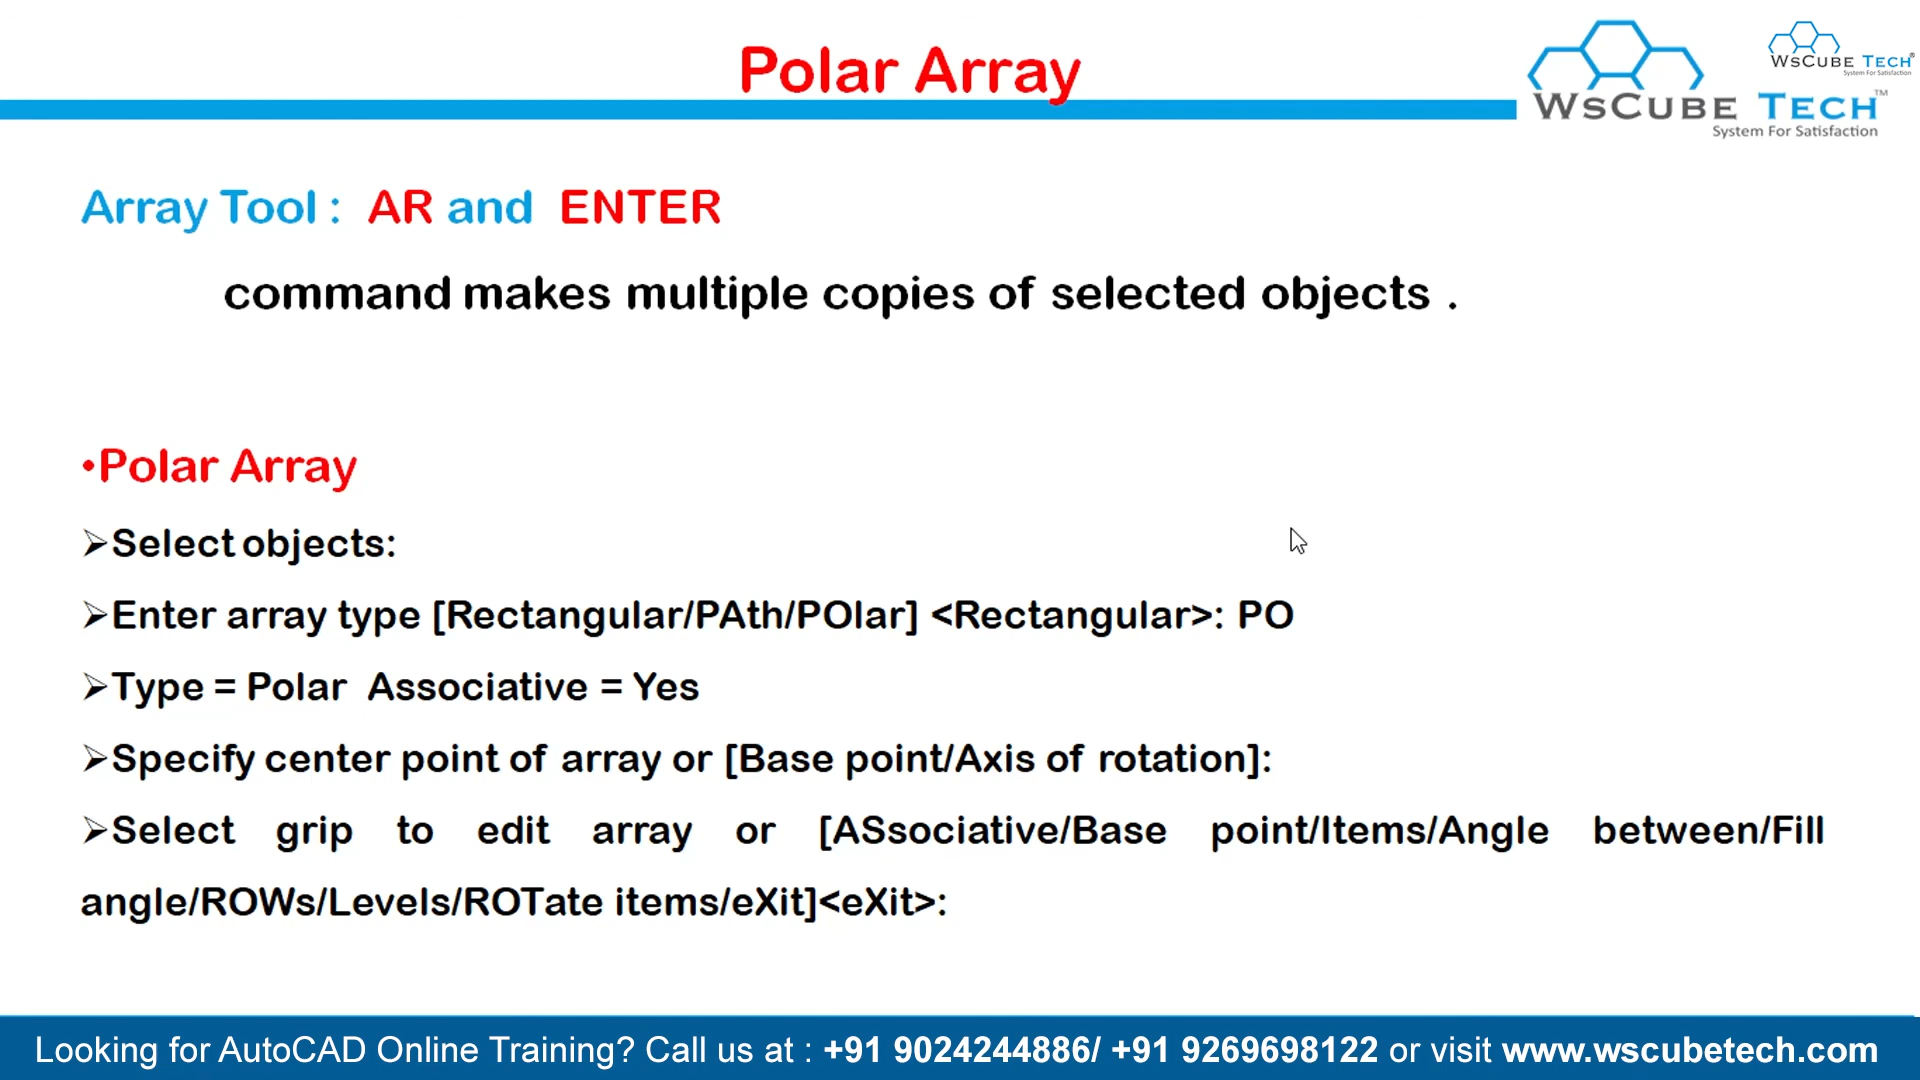 Polar Array
WSCUBE TECH™
System For Satisfaction
WSCUBE TECH®
System For Satisfaction
Array Tool : AR and ENTER
command makes multiple copies of selected objects .
•Polar Array
➢Select objects:
➢Enter array type [Rectangular/PAth/POlar] <Rectangular>: PO
➢Type = Polar Associative = Yes
➢Specify center point of array or [Base point/Axis of rotation]:
➢Select grip to edit array or [ASsociative/Base point/Items/Angle between/Fill
angle/ROWs/Levels/ROTate items/eXit]<eXit>:
Looking for AutoCAD Online Training? Call us at : +91 9024244886/ +91 9269698122 or visit www.wscubetech.com